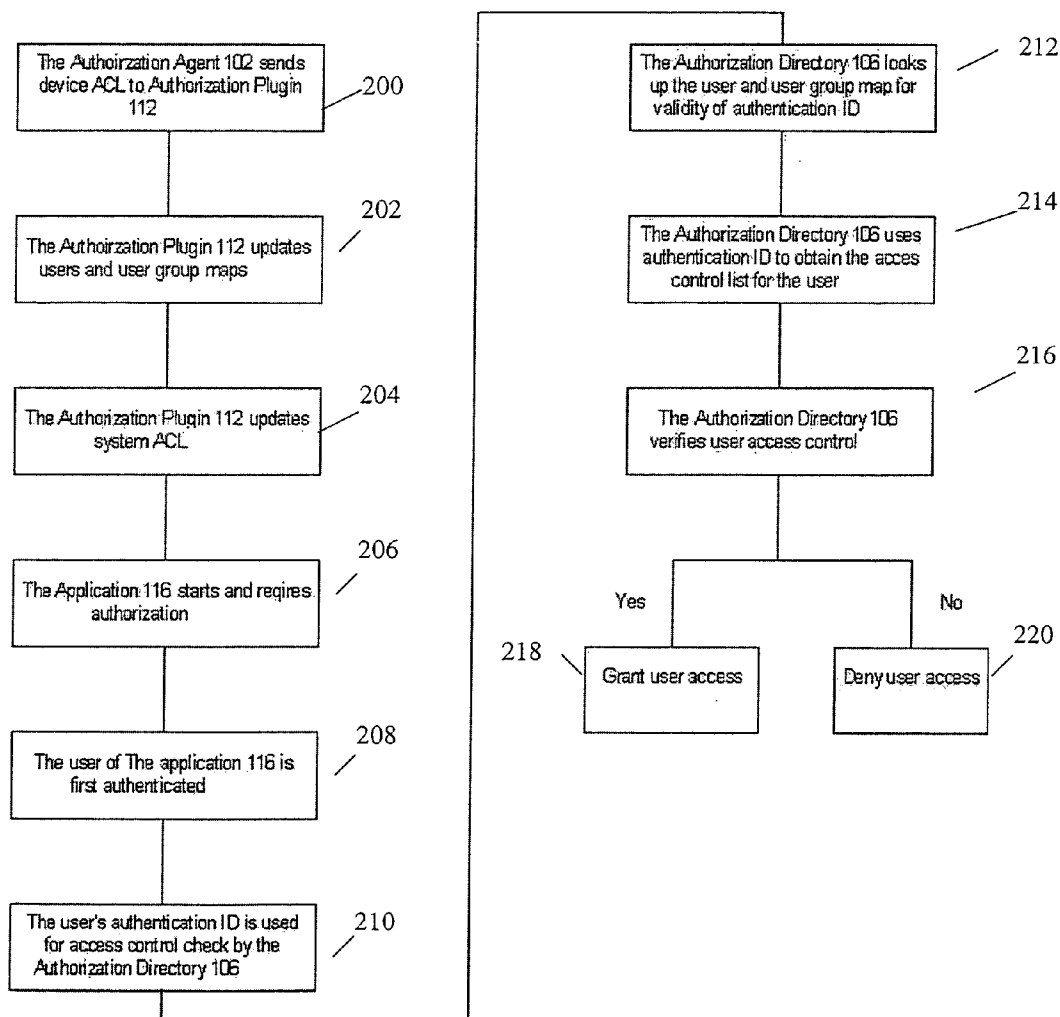 The Authoirzation Agent 102 sends
device ACL to Authorization Plugin
112
200
The Authoirzation Plugin 112 updates
users and user group maps
202
The Authorization Plugin 112 updates
system ACL
204
The Application 116 starts and reqires
authorization
206
The user of The application 116 is
first authenticated
208
The user's authentication ID is used
for access control check by the
Authorization Directory 106
210
The Authorization Directory 106 looks
up the user and user group map for
validity of authentication ID
212
The Authorization Directory 106 uses
authentication ID to obtain the acces
control list for the user
214
The Authorization Directory 106
verifies user access control
216
Yes
No
218
Grant user access
Deny user access
220